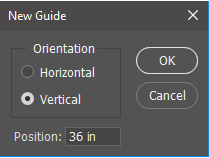 New Guide
Orientation
Horizontal
Vertical
OK
Cancel
Position: 36 in